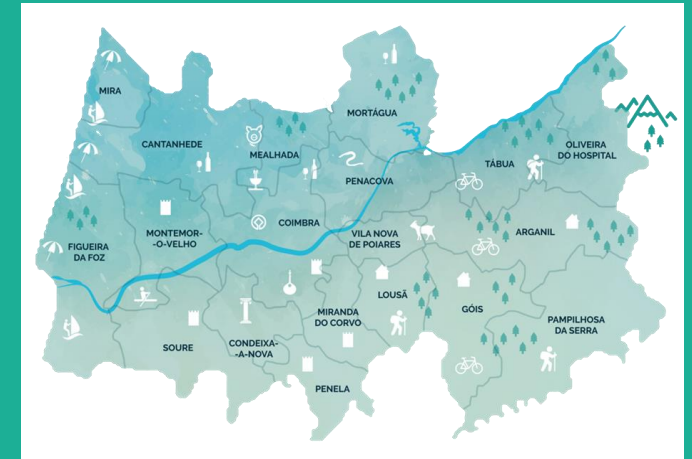 MIRA
MORTÁGUA
CANTANHEDE
MEALHADA
OLIVEIRA
DO HOSPITAL
TÁBUA
PENACOVA
COIMBRA
MONTEMOR-
-O-VELHO
VILA NOVA
DE POIARES
ARGANIL
FIGUEIRA
DA FOZ
LOUSÃ
GÓIS
MIRANDA
DO CORVO
PAMPILHOSA
DA SERRA
SOURE
CONDEIXA-
-A-NOVA
PENELA